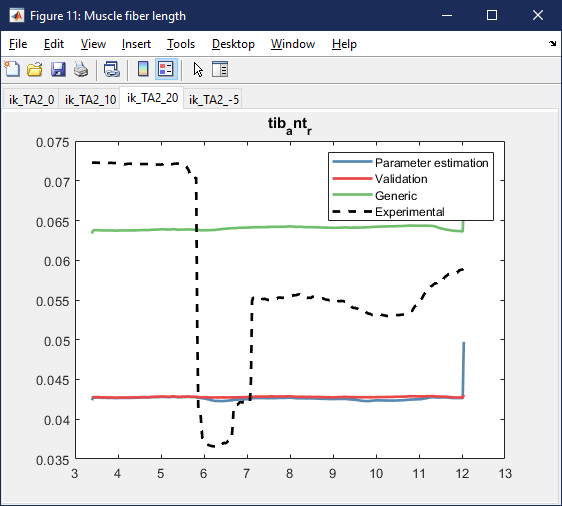 Figure 11: Muscle fiber length
File Edit View Insert Tools Desktop Window Help
ik_TA2_0 ik_TA2_10 ik_TA2_20 ik_TA2_-5
tib_ant_r
0.075
0.07
0.065
0.06
0.055
0.05
0.045
0.04
0.035
Parameter estimation
Validation
Generic
Experimental
3 4 5 6 7 8 9 10 11 12 13